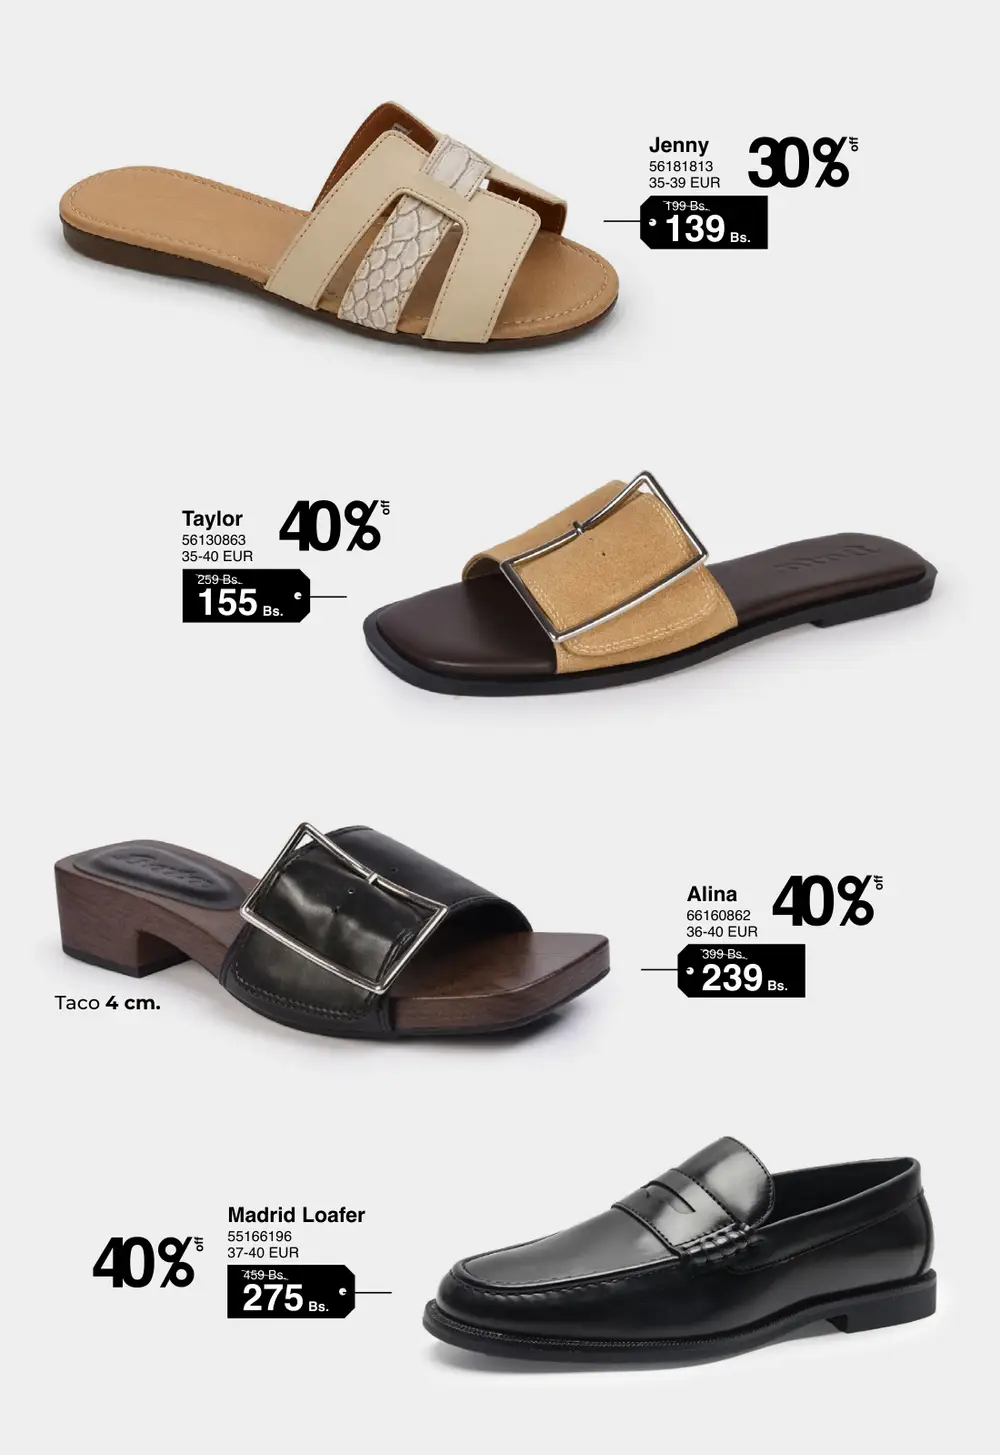 Jenny
56181813
35-39 EUR
30% off
199 Bs.
139 Bs.
Taylor
56130863
35-40 EUR
40% off
259 Bs.
155 Bs.
Alina
66160862
36-40 EUR
40% off
399 Bs.
239 Bs.
Taco 4 cm.
Madrid Loafer
55166196
37-40 EUR
40% off
459 Bs.
275 Bs.